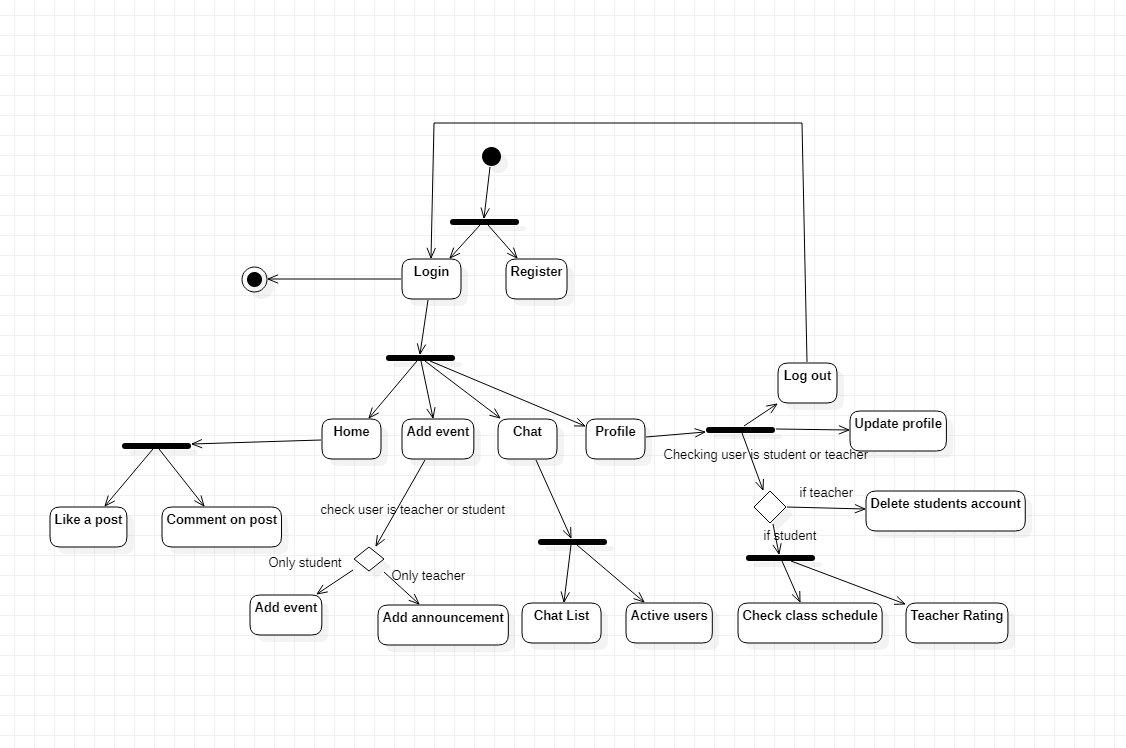 Login
Register
Log out
Home
Add event
Chat
Profile
Update profile
Checking user is student or teacher
if teacher
Delete students account
Like a post
Comment on post
check user is teacher or student
if student
Only student
Only teacher
Add event
Add announcement
Chat List
Active users
Check class schedule
Teacher Rating